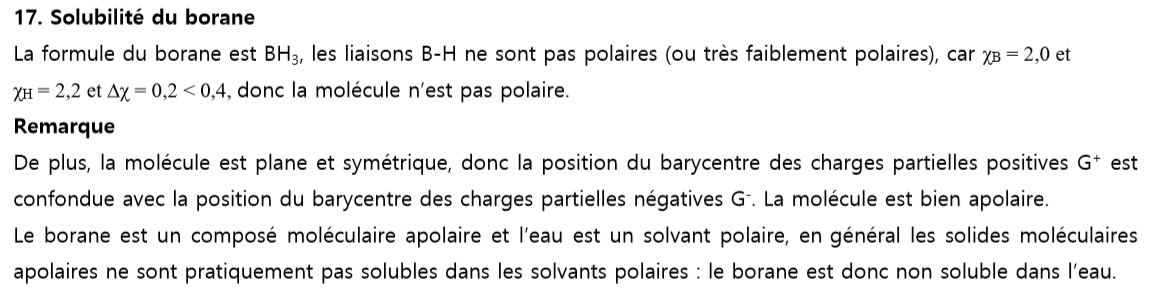 17. Solubilité du borane
La formule du borane est BH₃, les liaisons B-H ne sont pas polaires (ou très faiblement polaires), car χB = 2,0 et
χH = 2,2 et Δχ = 0,2 < 0,4, donc la molécule n'est pas polaire.
Remarque
De plus, la molécule est plane et symétrique, donc la position du barycentre des charges partielles positives G⁺ est
confondue avec la position du barycentre des charges partielles négatives G⁻. La molécule est bien apolaire.
Le borane est un composé moléculaire apolaire et l'eau est un solvant polaire, en général les solides moléculaires
apolaires ne sont pratiquement pas solubles dans les solvants polaires : le borane est donc non soluble dans l'eau.